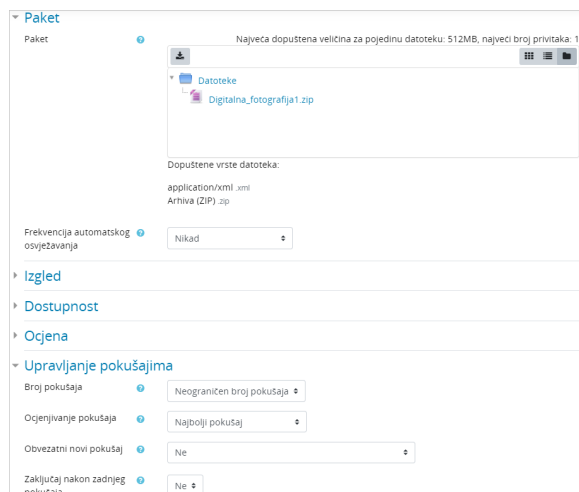 Paket
Paket
Najveća dopuštena veličina za pojedinu datoteku: 512MB, najveći broj privitaka: 1
Datoteke
Digitalna_fotografija1.zip
Dopuštene vrste datoteka:
application/xml .xml
Arhiva (ZIP) .zip
Frekvencija automatskog
osvježavanja
Nikad
Izgled
Dostupnost
Ocjena
Upravljanje pokušajima
Broj pokušaja
Neograničen broj pokušaja
Ocjenjivanje pokušaja
Najbolji pokušaj
Obvezatni novi pokušaj
Ne
Zaključaj nakon zadnjeg
pokušaja
Ne